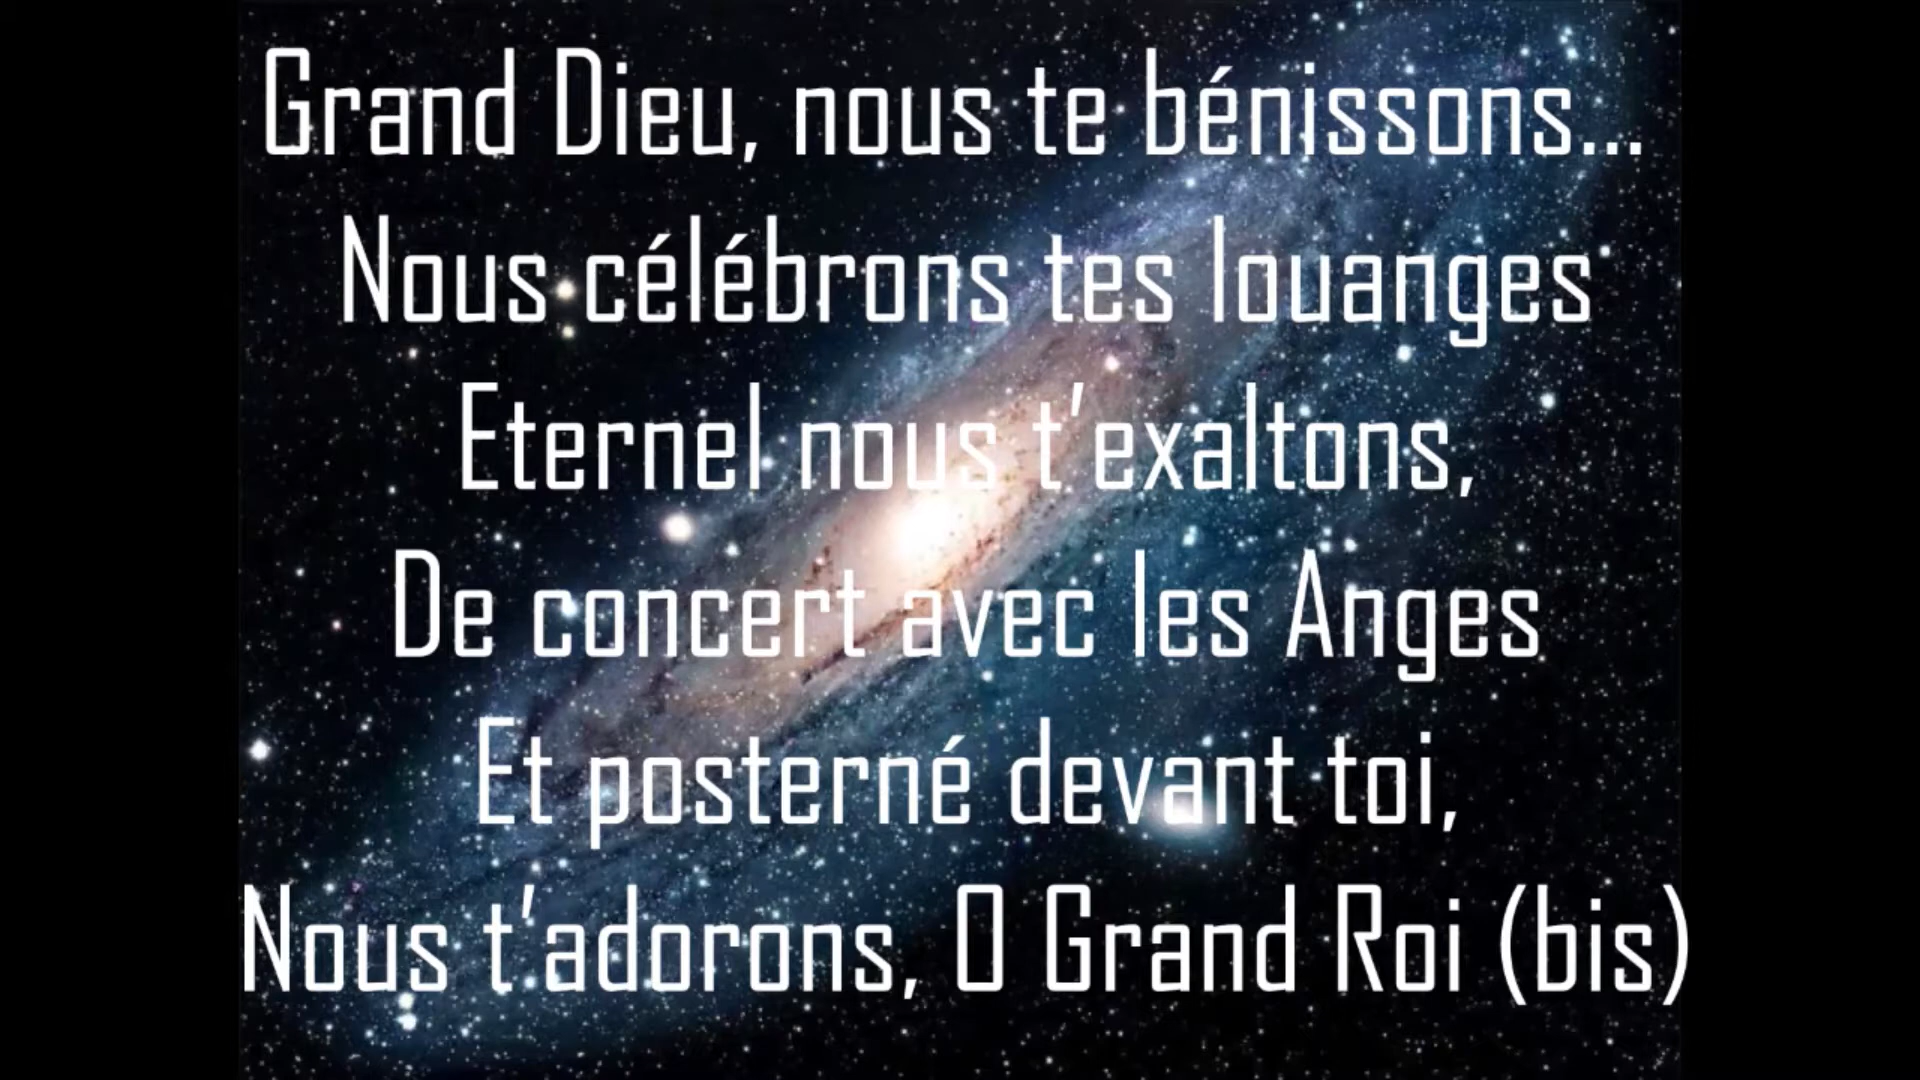 Grand Dieu, nous te bénissons...
Nous célébrons tes louanges
Eternel nous t'exaltons,
De concert avec les Anges
Et posterné devant toi,
Nous t'adorons, O Grand Roi (bis)